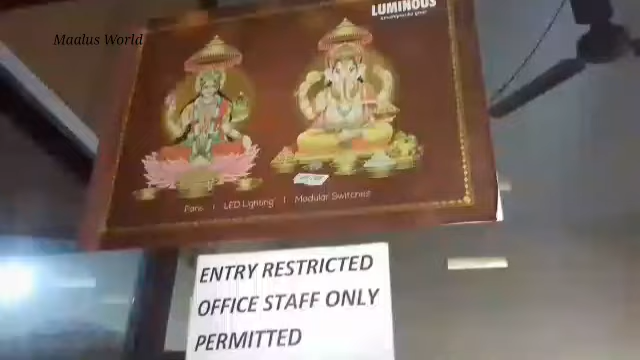 Maalus World
LUMINOUS
Fans | LED Lighting | Modular Switches
ENTRY RESTRICTED
OFFICE STAFF ONLY
PERMITTED